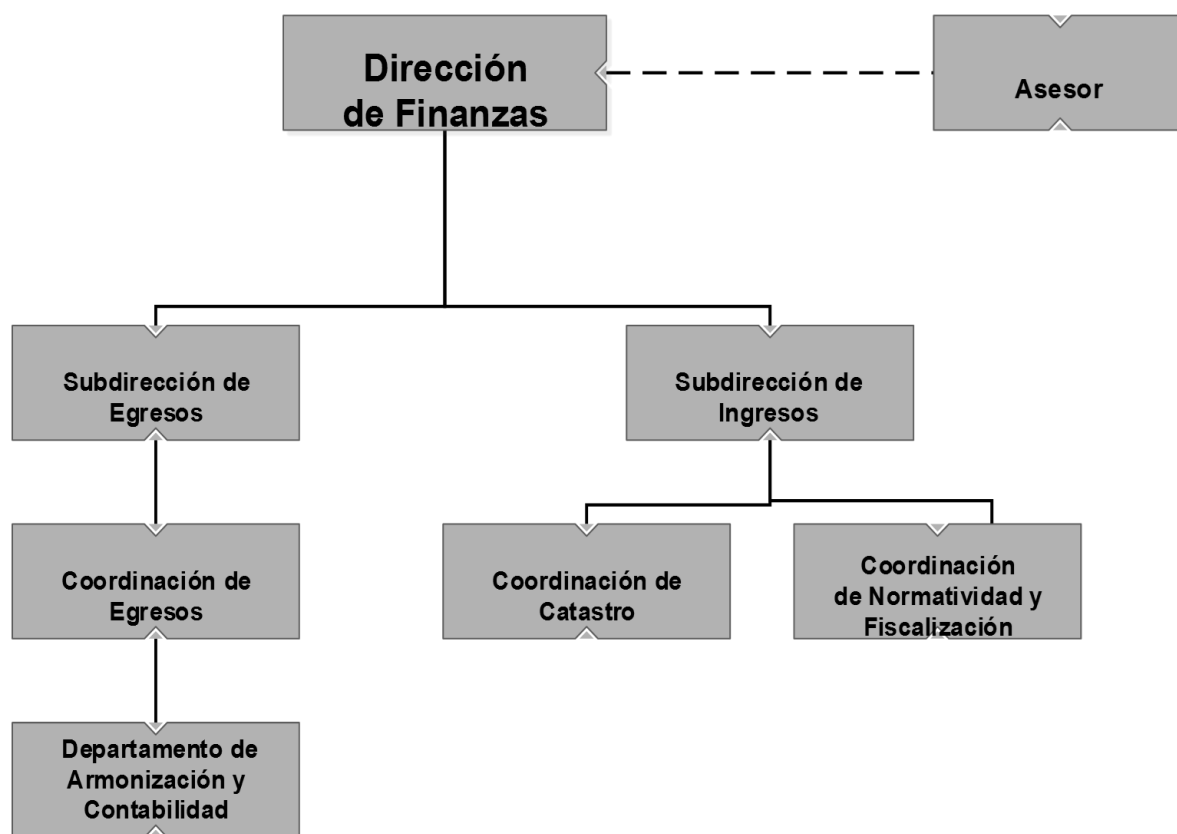 Dirección
de Finanzas
Asesor
Subdirección de
Egresos
Subdirección de
Ingresos
Coordinación de
Egresos
Coordinación de
Catastro
Coordinación
de Normatividad y
Fiscalización
Departamento de
Armonización y
Contabilidad